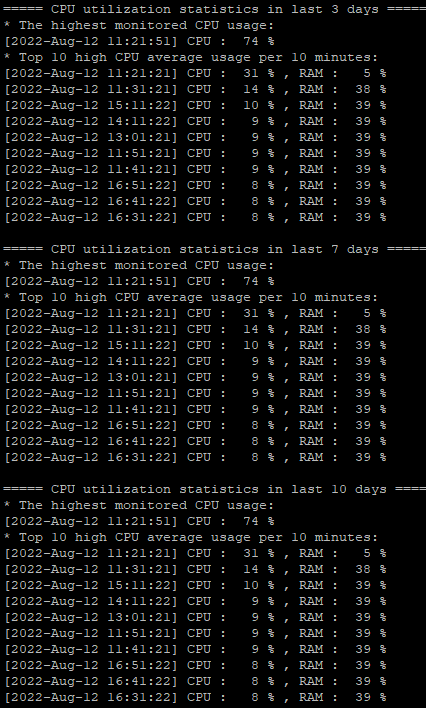 ===== CPU utilization statistics in last 3 days =====
* The highest monitored CPU usage:
[2022-Aug-12 11:21:51] CPU :  74 %
* Top 10 high CPU average usage per 10 minutes:
[2022-Aug-12 11:21:21] CPU :  31 % , RAM :   5 %
[2022-Aug-12 11:31:21] CPU :  14 % , RAM :  38 %
[2022-Aug-12 15:11:22] CPU :  10 % , RAM :  39 %
[2022-Aug-12 14:11:22] CPU :   9 % , RAM :  39 %
[2022-Aug-12 13:01:21] CPU :   9 % , RAM :  39 %
[2022-Aug-12 11:51:21] CPU :   9 % , RAM :  39 %
[2022-Aug-12 11:41:21] CPU :   9 % , RAM :  39 %
[2022-Aug-12 16:51:22] CPU :   8 % , RAM :  39 %
[2022-Aug-12 16:41:22] CPU :   8 % , RAM :  39 %
[2022-Aug-12 16:31:22] CPU :   8 % , RAM :  39 %
===== CPU utilization statistics in last 7 days =====
* The highest monitored CPU usage:
[2022-Aug-12 11:21:51] CPU :  74 %
* Top 10 high CPU average usage per 10 minutes:
[2022-Aug-12 11:21:21] CPU :  31 % , RAM :   5 %
[2022-Aug-12 11:31:21] CPU :  14 % , RAM :  38 %
[2022-Aug-12 15:11:22] CPU :  10 % , RAM :  39 %
[2022-Aug-12 14:11:22] CPU :   9 % , RAM :  39 %
[2022-Aug-12 13:01:21] CPU :   9 % , RAM :  39 %
[2022-Aug-12 11:51:21] CPU :   9 % , RAM :  39 %
[2022-Aug-12 11:41:21] CPU :   9 % , RAM :  39 %
[2022-Aug-12 16:51:22] CPU :   8 % , RAM :  39 %
[2022-Aug-12 16:41:22] CPU :   8 % , RAM :  39 %
[2022-Aug-12 16:31:22] CPU :   8 % , RAM :  39 %
===== CPU utilization statistics in last 10 days ====
* The highest monitored CPU usage:
[2022-Aug-12 11:21:51] CPU :  74 %
* Top 10 high CPU average usage per 10 minutes:
[2022-Aug-12 11:21:21] CPU :  31 % , RAM :   5 %
[2022-Aug-12 11:31:21] CPU :  14 % , RAM :  38 %
[2022-Aug-12 15:11:22] CPU :  10 % , RAM :  39 %
[2022-Aug-12 14:11:22] CPU :   9 % , RAM :  39 %
[2022-Aug-12 13:01:21] CPU :   9 % , RAM :  39 %
[2022-Aug-12 11:51:21] CPU :   9 % , RAM :  39 %
[2022-Aug-12 11:41:21] CPU :   9 % , RAM :  39 %
[2022-Aug-12 16:51:22] CPU :   8 % , RAM :  39 %
[2022-Aug-12 16:41:22] CPU :   8 % , RAM :  39 %
[2022-Aug-12 16:31:22] CPU :   8 % , RAM :  39 %